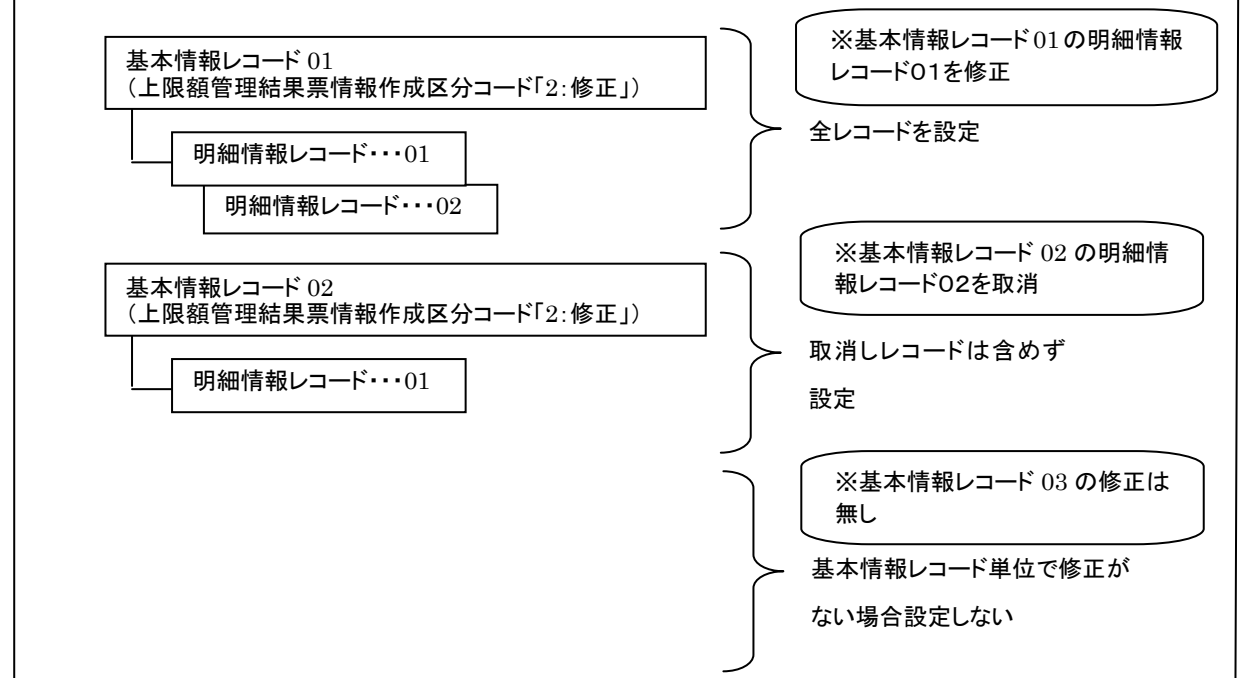 基本情報レコード 01
（上限額管理結果票情報作成区分コード「2：修正」）
明細情報レコード・・・01
明細情報レコード・・・02
※基本情報レコード01の明細情報
レコード０１を修正
全レコードを設定
基本情報レコード 02
（上限額管理結果票情報作成区分コード「2：修正」）
明細情報レコード・・・01
※基本情報レコード 02 の明細情
報レコード０２を取消
取消しレコードは含めず
設定
※基本情報レコード 03 の修正は
無し
基本情報レコード単位で修正が
ない場合設定しない